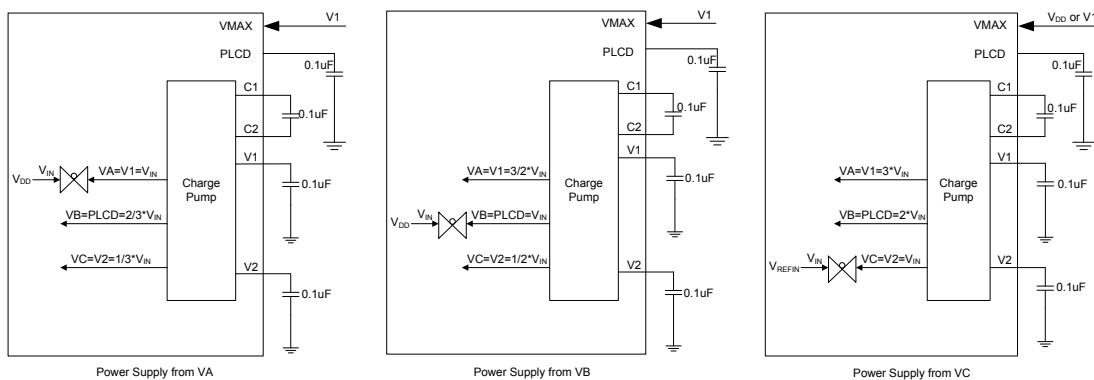 VMAX
V1
PLCD
0.1uF
C1
0.1uF
C2
V1
0.1uF
V2
0.1uF
Charge
Pump
VDD
VIN
VA=V1=VIN
VB=PLCD=2/3*VIN
VC=V2=1/3*VIN
Power Supply from VA
VMAX
V1
PLCD
0.1uF
C1
0.1uF
C2
V1
0.1uF
V2
0.1uF
Charge
Pump
VA=V1=3/2*VIN
VDD
VIN
VB=PLCD=VIN
VC=V2=1/2*VIN
Power Supply from VB
VMAX
VDD or V1
PLCD
0.1uF
C1
0.1uF
C2
V1
0.1uF
V2
0.1uF
Charge
Pump
VA=V1=3*VIN
VB=PLCD=2*VIN
VREFIN
VIN
VC=V2=VIN
Power Supply from VC